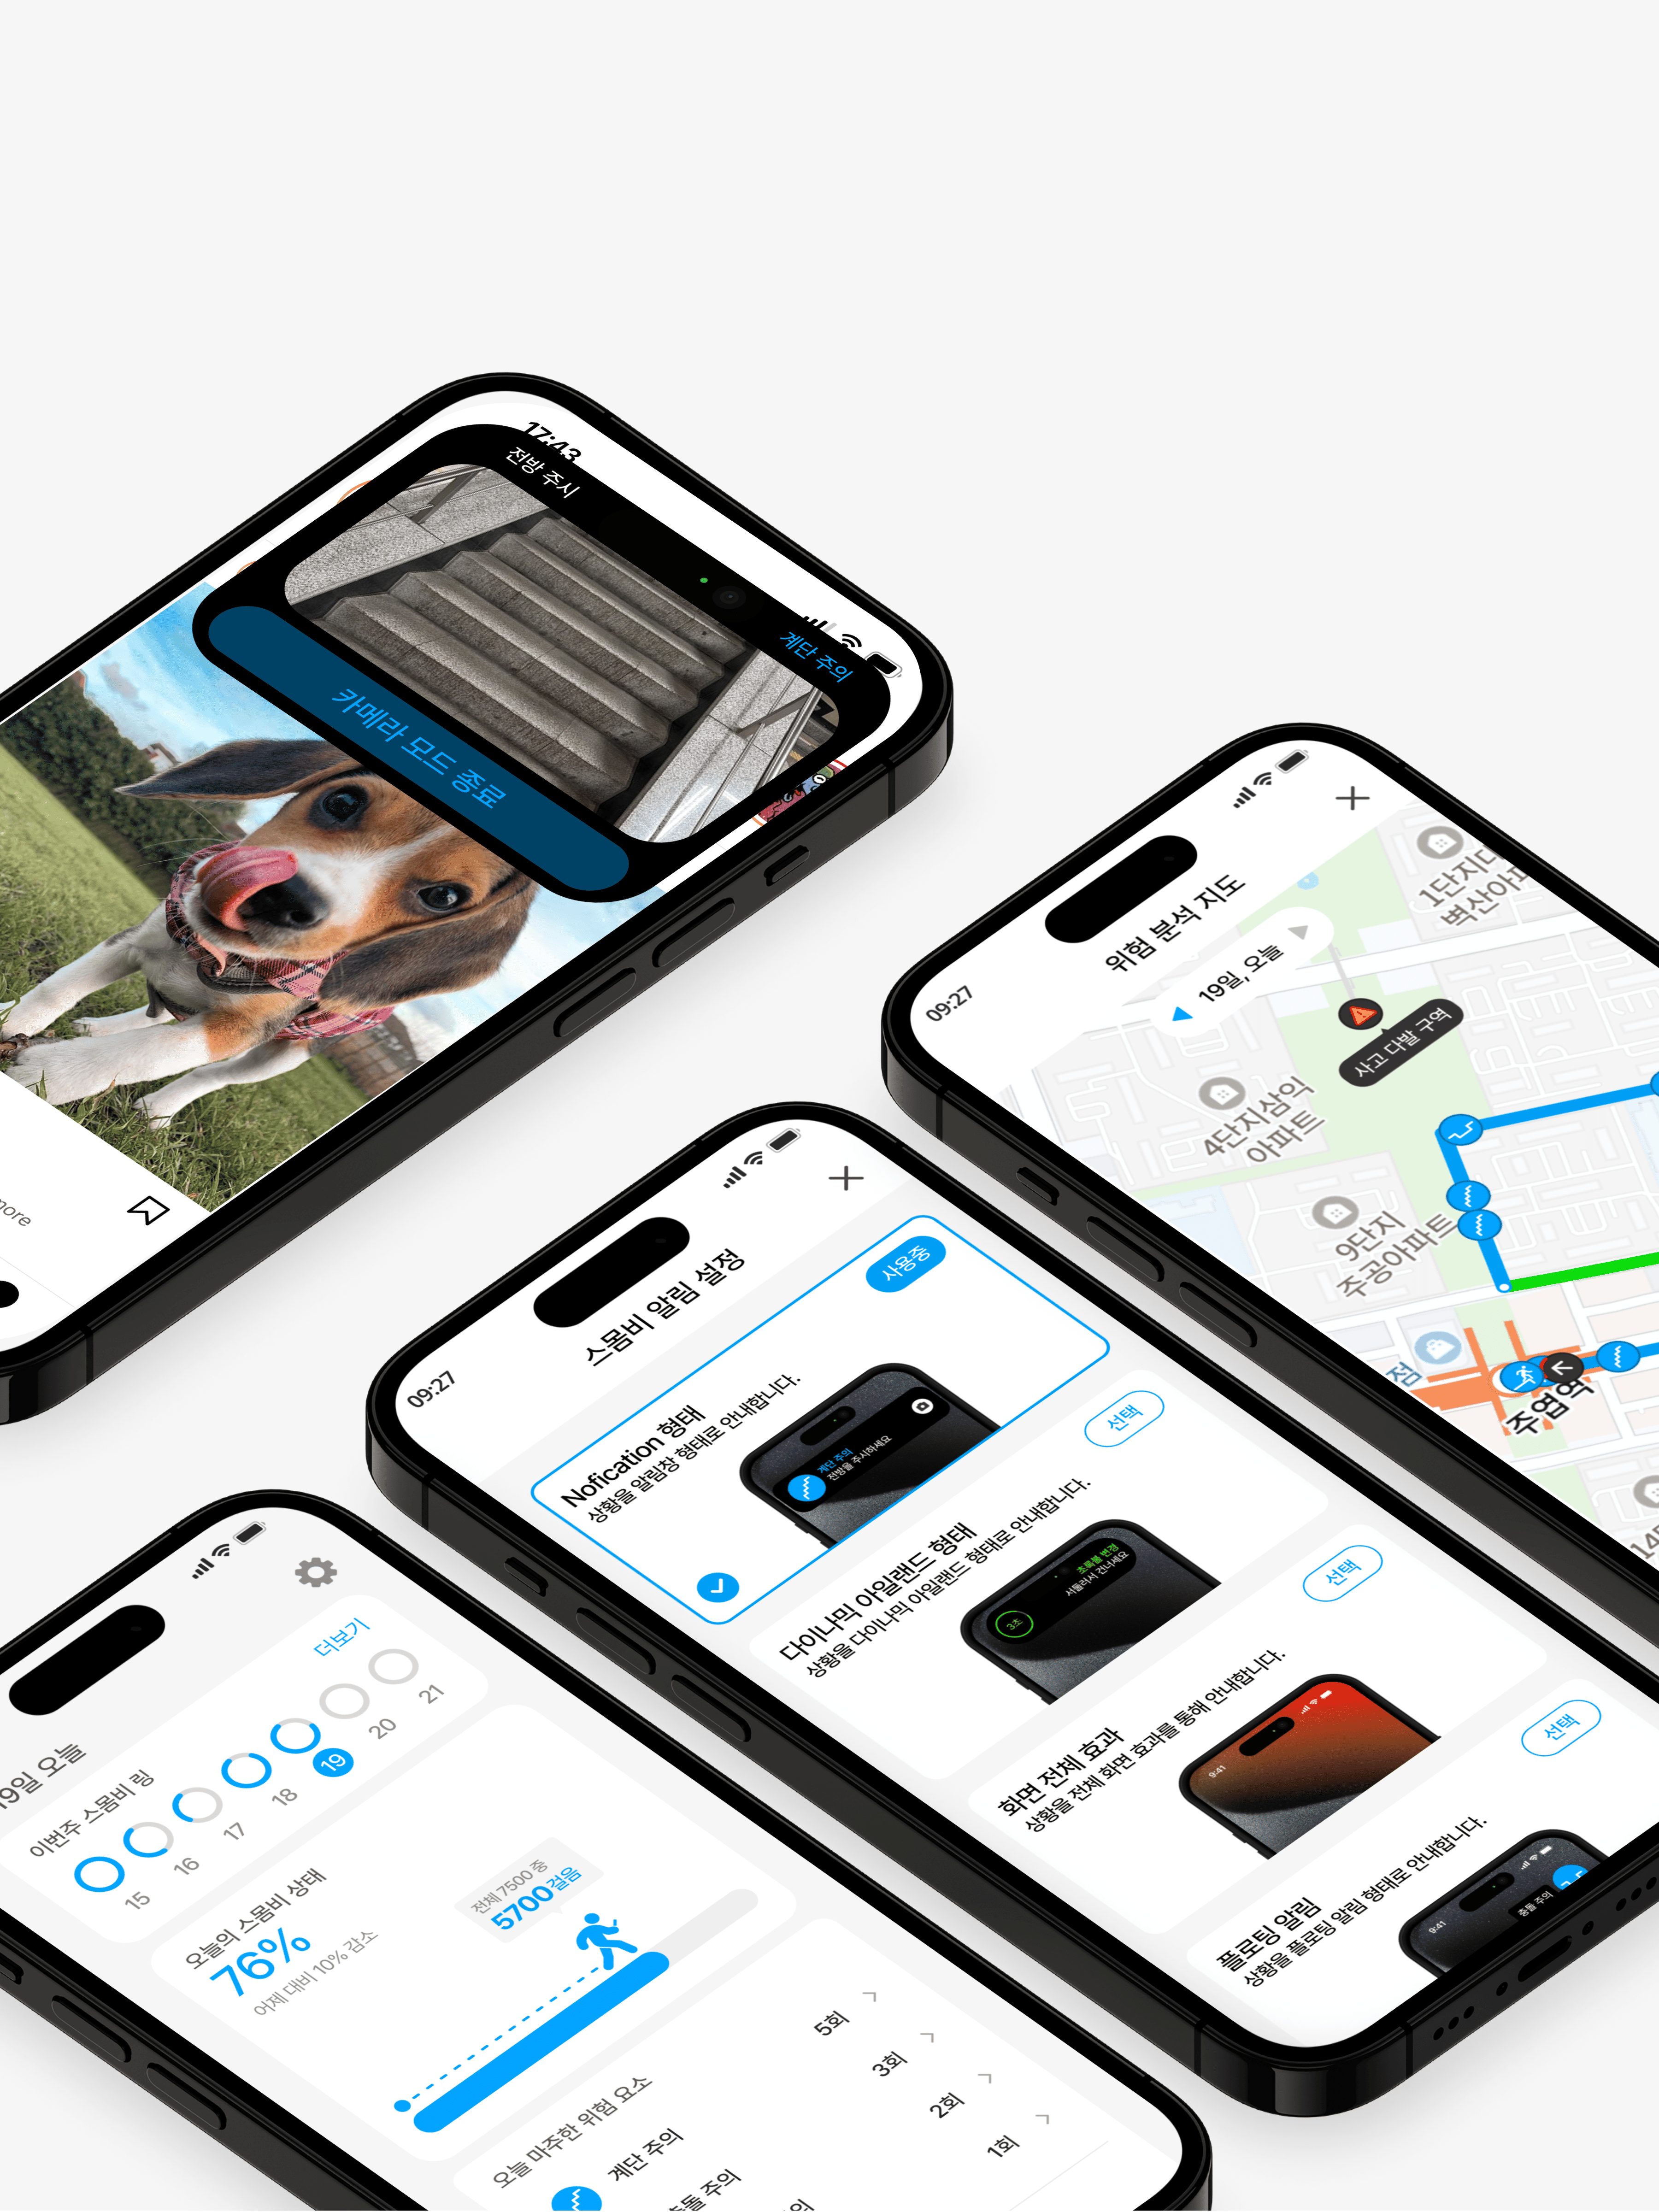 17:43
전방 주시
계단 주의
카메라 모드 종료
more
09:27
위험 분석 지도
19일, 오늘
사고 다발 구역
4단지삼익
아파트
9단지
주공아파트
점
주엽역
09:27
스몸비 알림 설정
사용중
Nofication 형태
상황을 알림창 형태로 안내합니다.
계단 주의
전방을 주시하세요
선택
다이나믹 아일랜드 형태
상황을 다이나믹 아일랜드 형태로 안내합니다.
3초
초록불 변경
서둘러서 건너세요
선택
화면 전체 효과
상황을 전체 화면 효과를 통해 안내합니다.
9:41
선택
플로팅 알림
상황을 플로팅 알림 형태로 안내합니다.
9:41
충돌 주의
19일 오늘
이번주 스몸비 링
더보기
15 16 17 18 19 20 21
오늘의 스몸비 상태
76%
어제 대비 10% 감소
전체 7500 중
5700걸음
오늘 마주한 위험 요소
계단 주의
5회
충돌 주의
3회
2회
1회